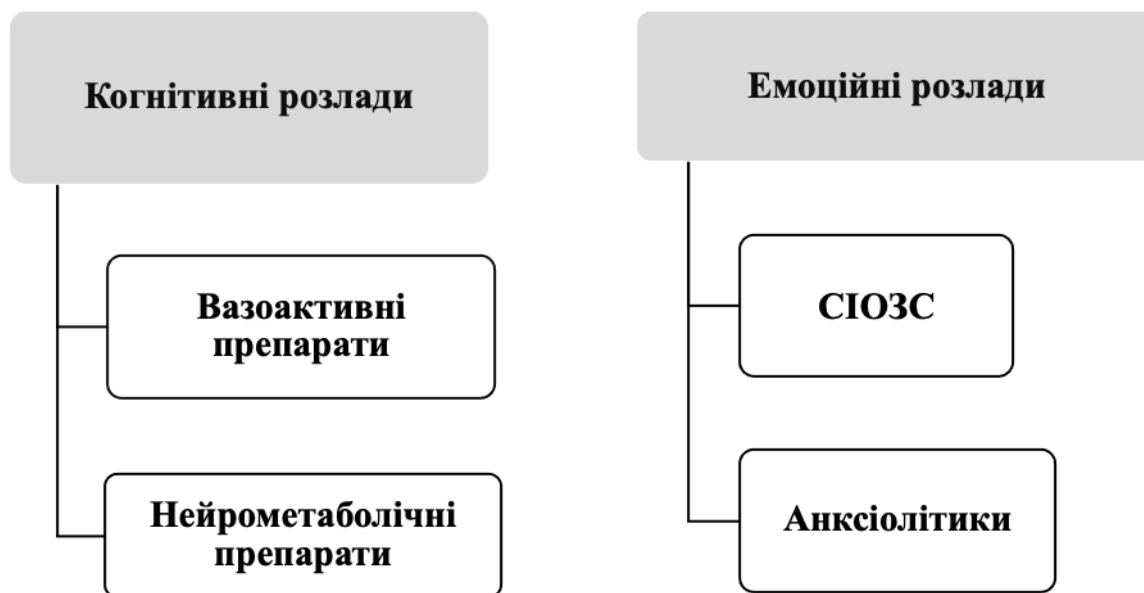 Когнітивні розлади
Вазоактивні
препарати
Нейрометаболічні
препарати
Емоційні розлади
СІОЗС
Анксіолітики